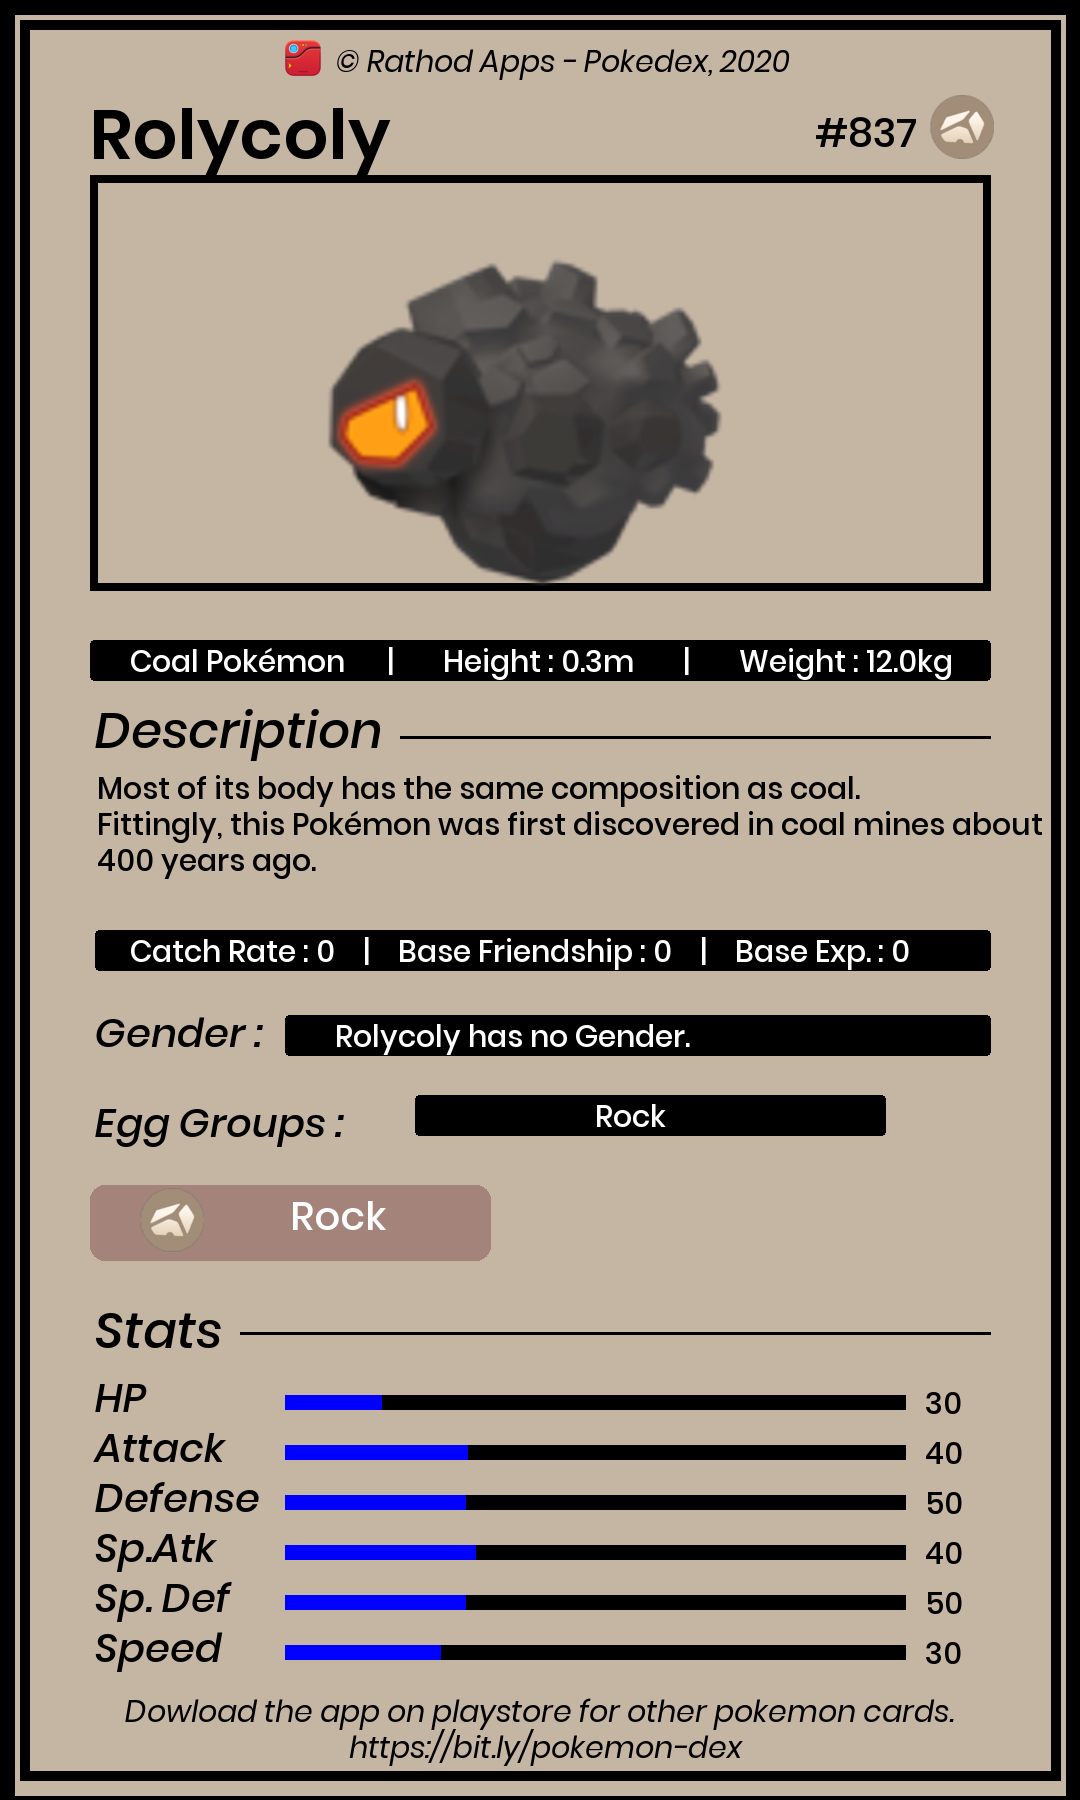 © Rathod Apps - Pokedex, 2020
Rolycoly #837
Coal Pokémon | Height : 0.3m | Weight : 12.0kg
Description
Most of its body has the same composition as coal.
Fittingly, this Pokémon was first discovered in coal mines about
400 years ago.
Catch Rate : 0 | Base Friendship : 0 | Base Exp. : 0
Gender : Rolycoly has no Gender.
Egg Groups : Rock
Rock
Stats
HP 30
Attack 40
Defense 50
Sp.Atk 40
Sp. Def 50
Speed 30
Dowload the app on playstore for other pokemon cards.
https://bit.ly/pokemon-dex